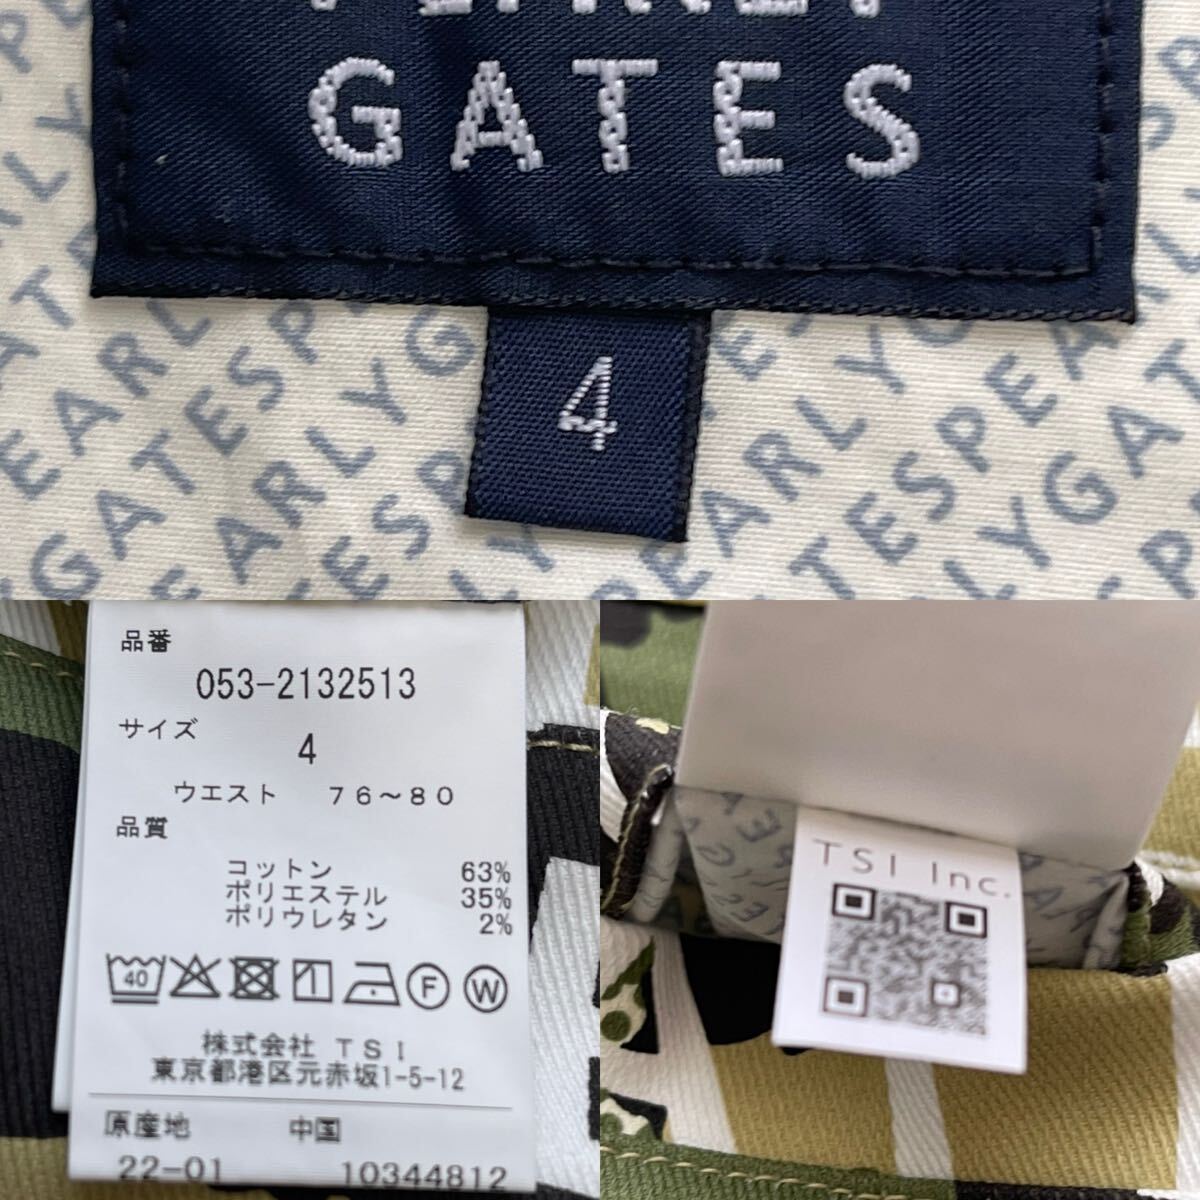 PEARLY
GATES
4
品番
053-2132513
サイズ
4
ウエスト 76~80
品質
コットン 63%
ポリエステル 35%
ポリウレタン 2%
40
F
W
株式会社 TSI
東京都港区元赤坂1-5-12
原産地 中国
22-01 10344812
TSI Inc.